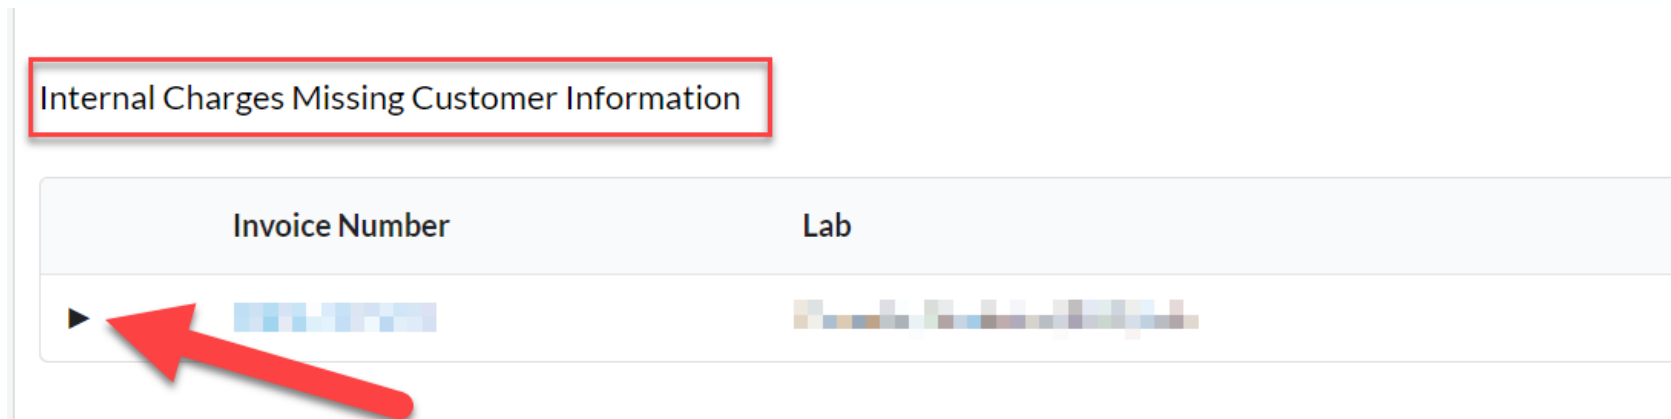 Internal Charges Missing Customer Information
Invoice Number Lab